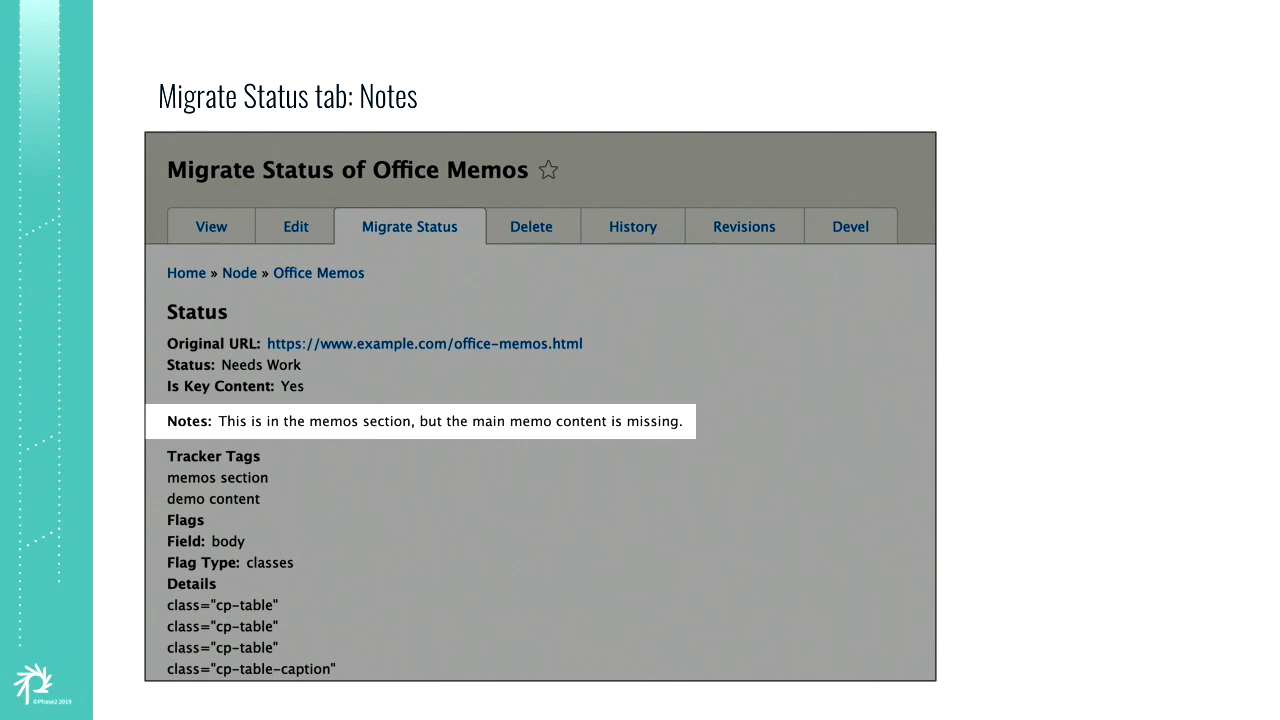 Migrate Status tab: Notes
Migrate Status of Office Memos
View Edit Migrate Status Delete History Revisions Devel
Home » Node » Office Memos
Status
Original URL: https://www.example.com/office-memos.html
Status: Needs Work
Is Key Content: Yes
Notes: This is in the memos section, but the main memo content is missing.
Tracker Tags
memos section
demo content
Flags
Field: body
Flag Type: classes
Details
class="cp-table"
class="cp-table"
class="cp-table"
class="cp-table-caption"
©Phase2 2019